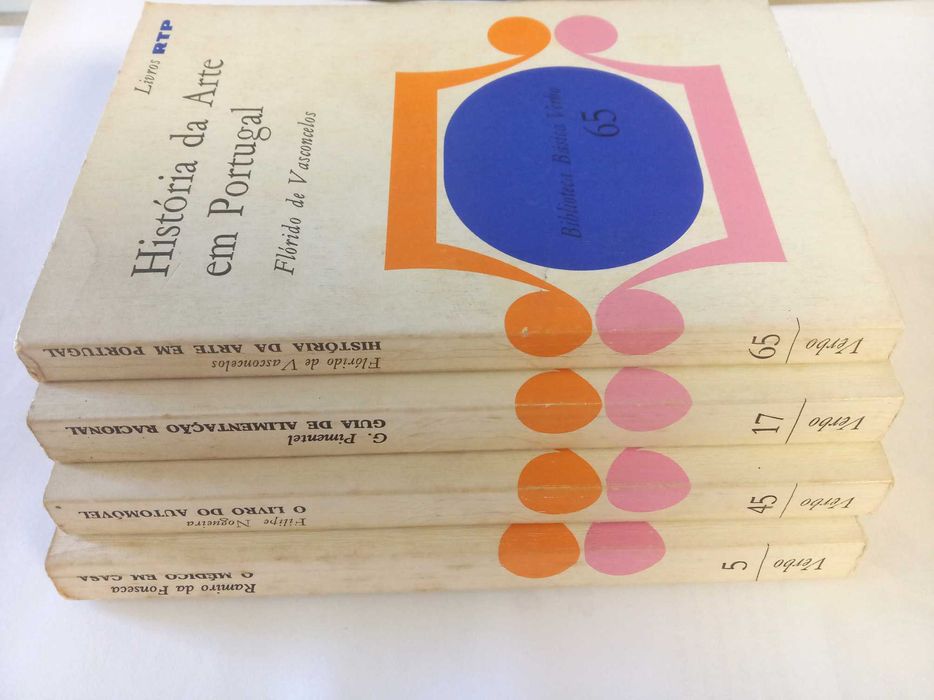 Livros RTP
História da Arte
em Portugal
Flórido de Vasconcelos
Biblioteca Básica Verbo
65
Flórido de Vasconcelos
HISTÓRIA DA ARTE EM PORTUGAL
65
Verbo
G. Pimentel
GUIA DE ALIMENTAÇÃO RACIONAL
17
Verbo
Filipe Nogueira
O LIVRO DO AUTOMÓVEL
45
Verbo
Ramiro da Fonseca
O MÉDICO EM CASA
5
Verbo